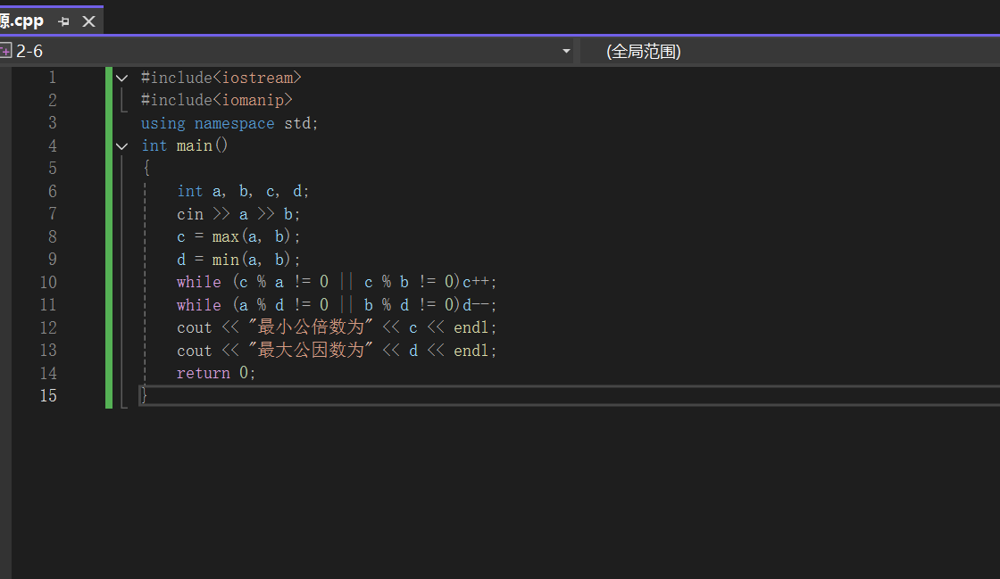 源.cpp
2-6
(全局范围)
1 #include<iostream>
2 #include<iomanip>
3 using namespace std;
4 int main()
5 {
6 int a, b, c, d;
7 cin >> a >> b;
8 c = max(a, b);
9 d = min(a, b);
10 while (c % a != 0 || c % b != 0)c++;
11 while (a % d != 0 || b % d != 0)d--;
12 cout << "最小公倍数为" << c << endl;
13 cout << "最大公因数为" << d << endl;
14 return 0;
15 }